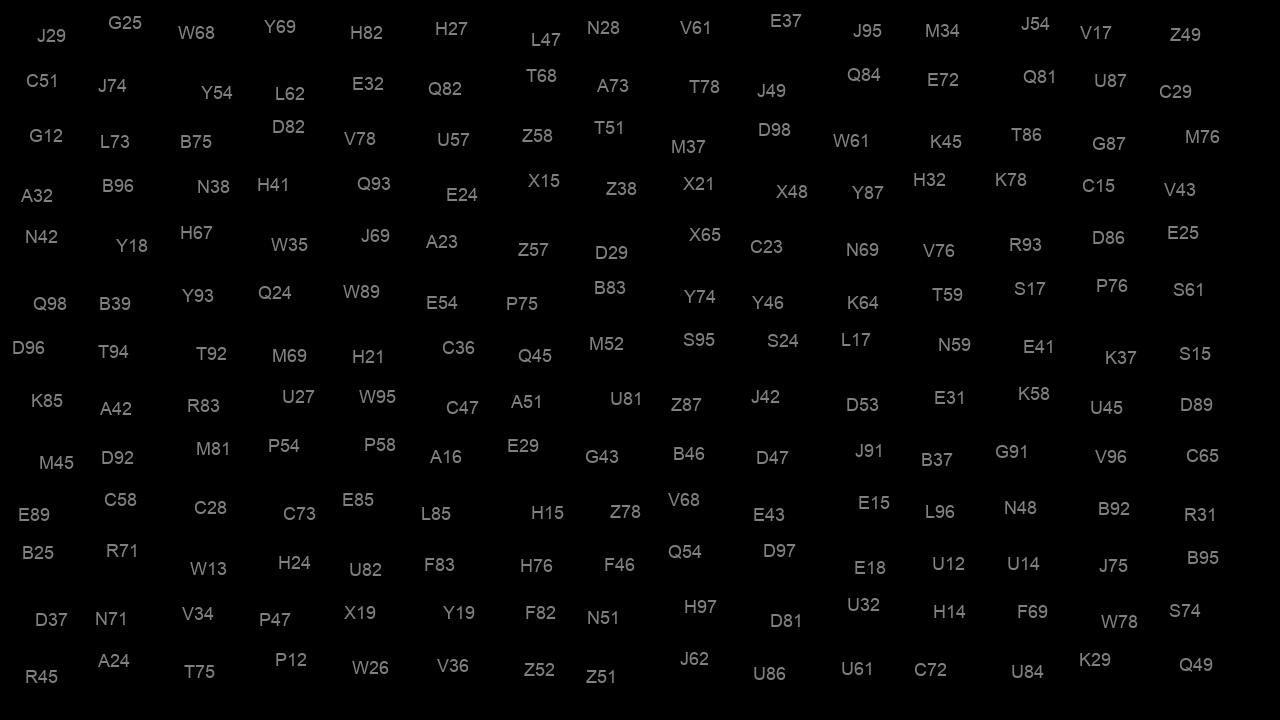 J29 G25 W68 Y69 H82 H27 L47 N28 V61 E37 J95 M34 J54 V17 Z49
C51 J74 Y54 L62 E32 Q82 T68 A73 T78 J49 Q84 E72 Q81 U87 C29
G12 L73 B75 D82 V78 U57 Z58 T51 M37 D98 W61 K45 T86 G87 M76
A32 B96 N38 H41 Q93 E24 X15 Z38 X21 X48 Y87 H32 K78 C15 V43
N42 Y18 H67 W35 J69 A23 Z57 D29 X65 C23 N69 V76 R93 D86 E25
Q98 B39 Y93 Q24 W89 E54 P75 B83 Y74 Y46 K64 T59 S17 P76 S61
D96 T94 T92 M69 H21 C36 Q45 M52 S95 S24 L17 N59 E41 K37 S15
K85 A42 R83 U27 W95 C47 A51 U81 Z87 J42 D53 E31 K58 U45 D89
M45 D92 M81 P54 P58 A16 E29 G43 B46 D47 J91 B37 G91 V96 C65
E89 C58 C28 C73 E85 L85 H15 Z78 V68 E43 E15 L96 N48 B92 R31
B25 R71 W13 H24 U82 F83 H76 F46 Q54 D97 E18 U12 U14 J75 B95
D37 N71 V34 P47 X19 Y19 F82 N51 H97 D81 U32 H14 F69 W78 S74
R45 A24 T75 P12 W26 V36 Z52 Z51 J62 U86 U61 C72 U84 K29 Q49